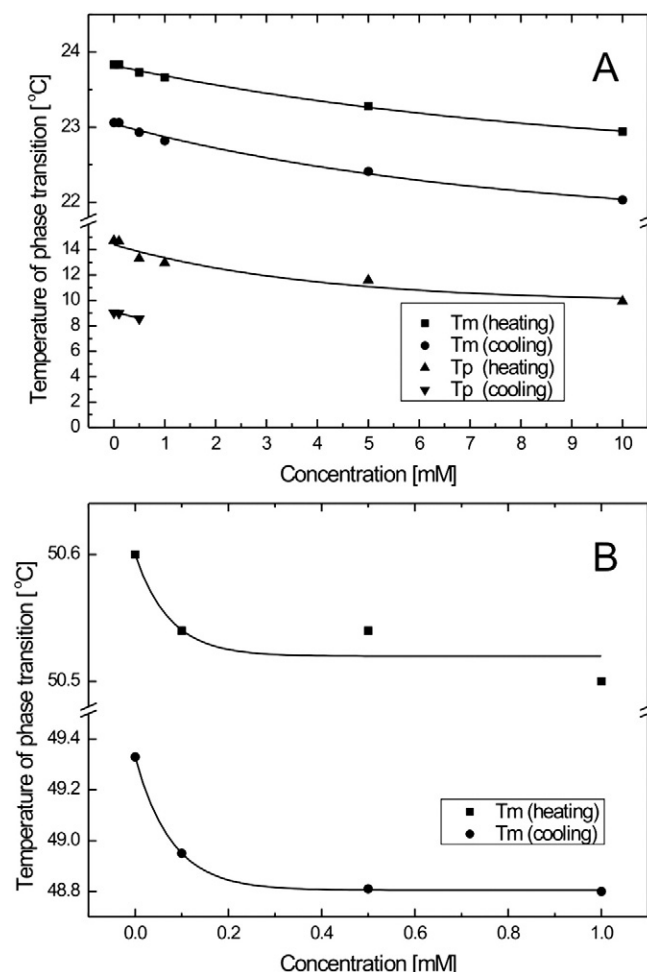 A
Temperature of phase transition [°C]
24
23
22
14
12
10
8
6
4
2
0
Tm (heating)
Tm (cooling)
Tp (heating)
Tp (cooling)
0 1 2 3 4 5 6 7 8 9 10
Concentration [mM]
B
Temperature of phase transition [°C]
50.6
50.5
49.4
49.2
49.0
48.8
Tm (heating)
Tm (cooling)
0.0 0.2 0.4 0.6 0.8 1.0
Concentration [mM]